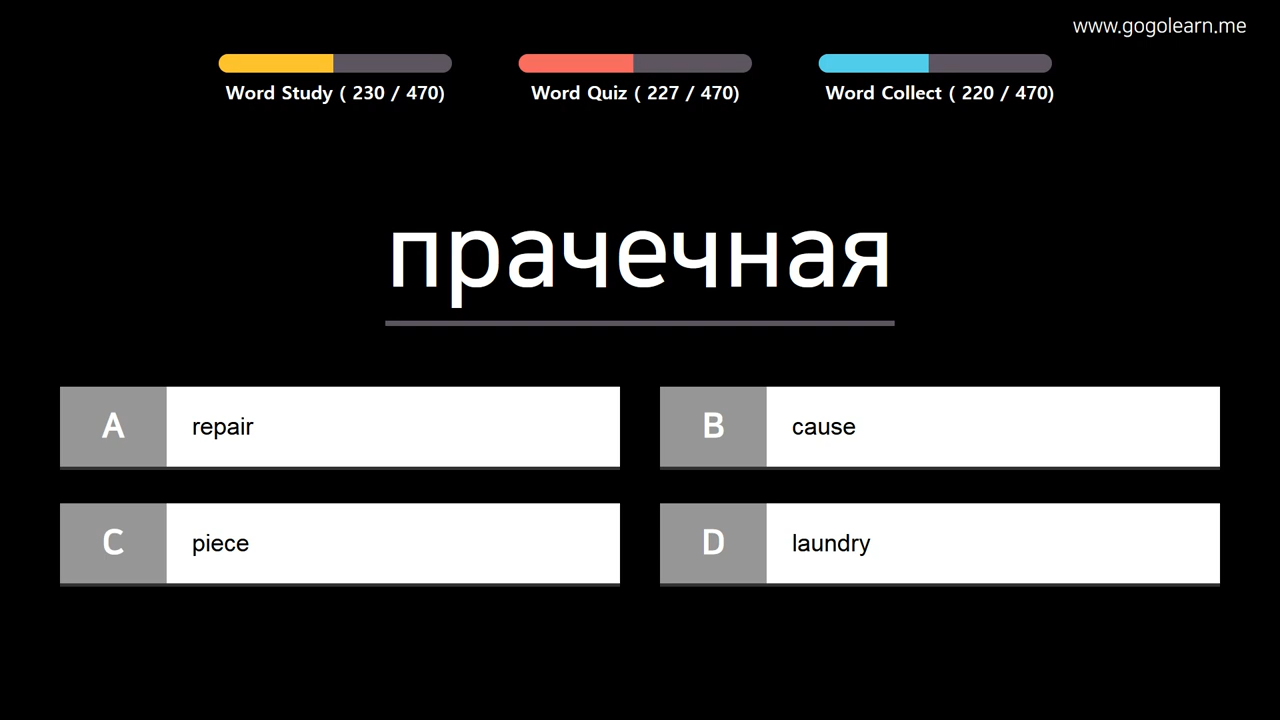 www.gogolearn.me
Word Study ( 230 / 470)
Word Quiz ( 227 / 470)
Word Collect ( 220 / 470)
прачечная
A repair
B cause
C piece
D laundry